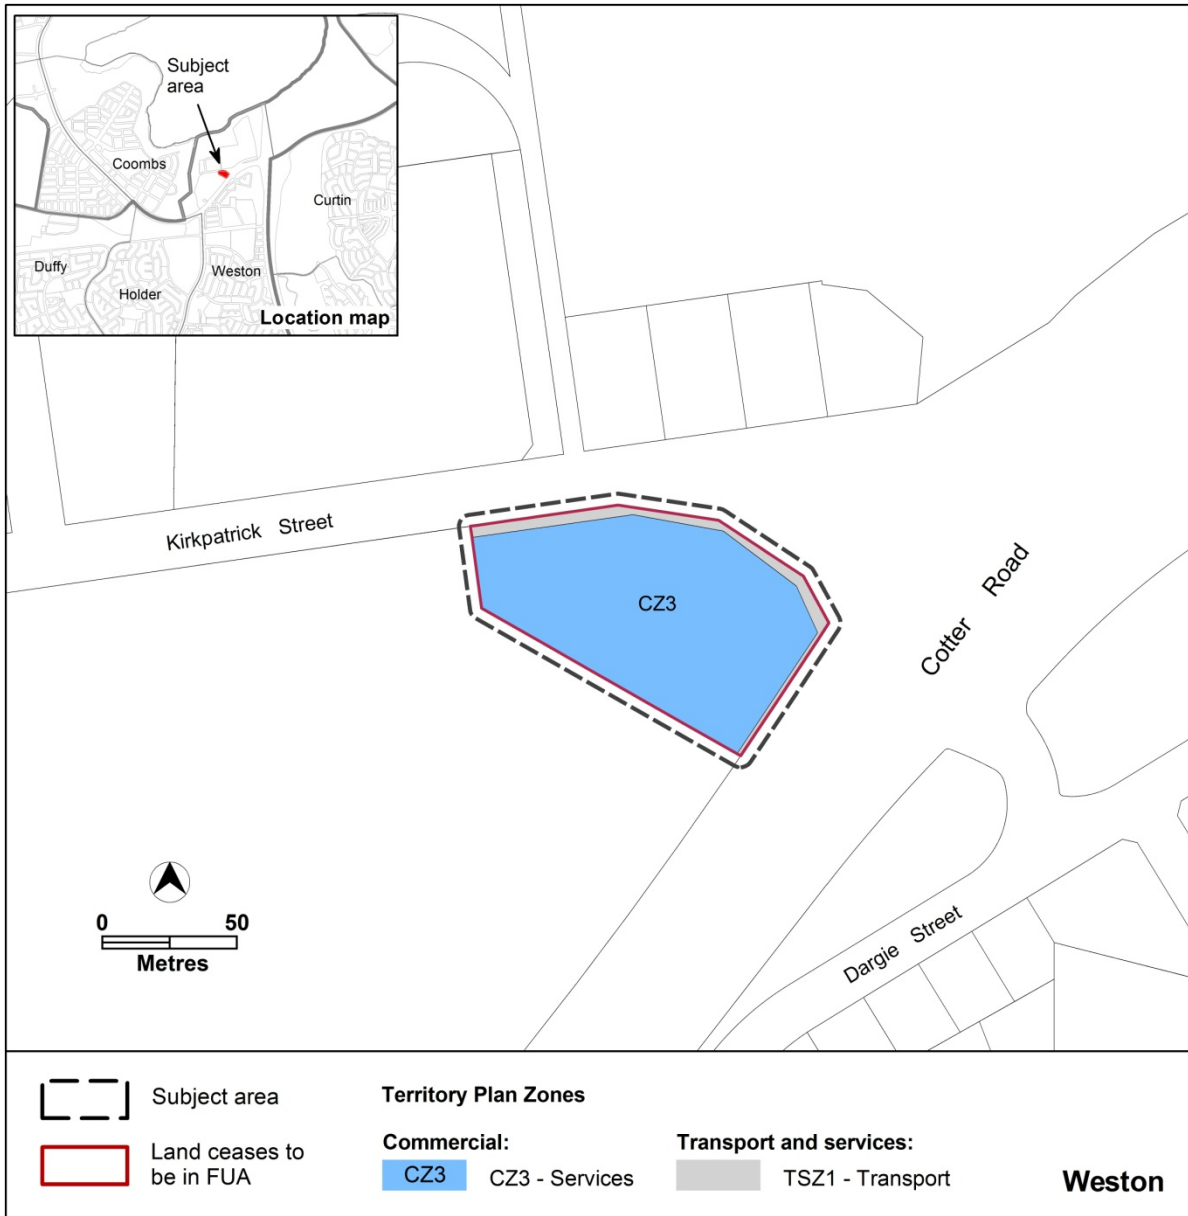 Subject
area
Coombs
Curtin
Duffy
Weston
Holder
Location map
Kirkpatrick Street
CZ3
Cotter Road
0 50
Metres
Dargie Street
Subject area
Land ceases to
be in FUA
Territory Plan Zones
Commercial:
CZ3 CZ3 - Services
Transport and services:
TSZ1 - Transport
Weston